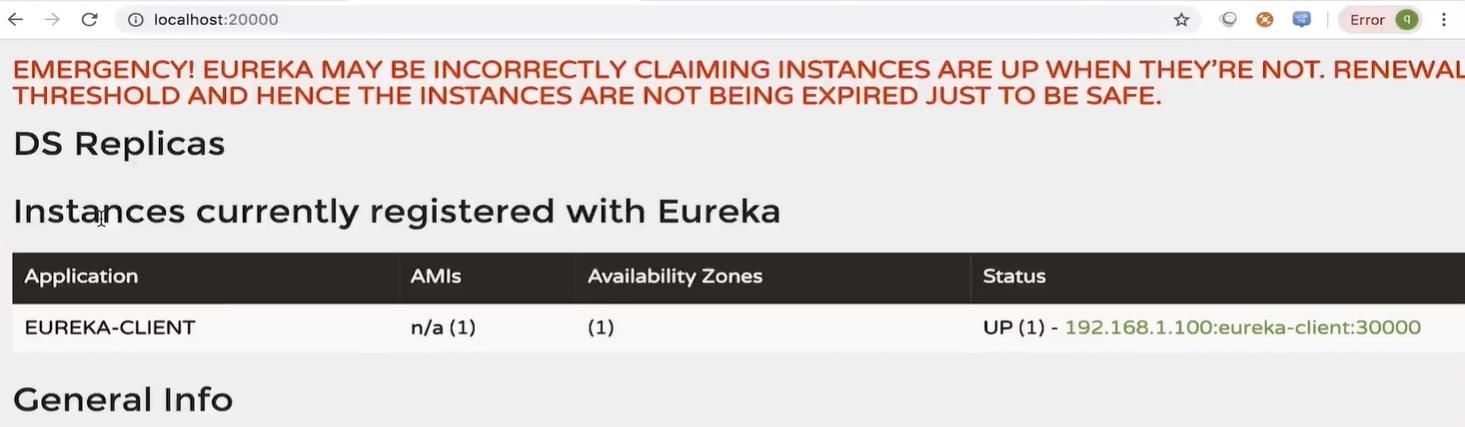 localhost:20000
Error q
EMERGENCY! EUREKA MAY BE INCORRECTLY CLAIMING INSTANCES ARE UP WHEN THEY'RE NOT. RENEWAL
THRESHOLD AND HENCE THE INSTANCES ARE NOT BEING EXPIRED JUST TO BE SAFE.
DS Replicas
Instances currently registered with Eureka
Application AMIs Availability Zones Status
EUREKA-CLIENT n/a (1) (1) UP (1) - 192.168.1.100:eureka-client:30000
General Info